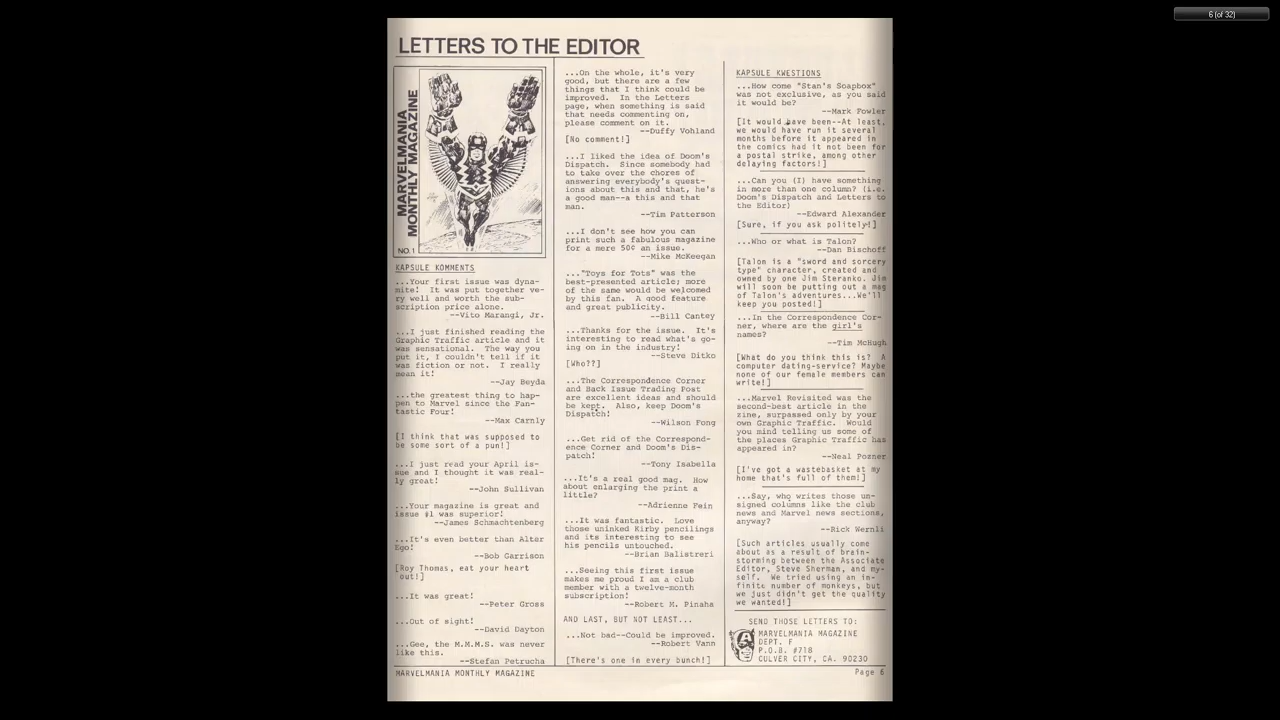 6 (of 32)
LETTERS TO THE EDITOR
MARVELMANIA
MONTHLY MAGAZINE
NO.1
KAPSULE KOMMENTS
...Your first issue was dyna-
mite! It was put together ve-
ry well and worth the sub-
scription price alone.
--Vito Marangi, Jr.
...I just finished reading the
Graphic Traffic article and it
was sensational. The way you
put it, I couldn't tell if it
was fiction or not. I really
mean it!
--Jay Beyda
...the greatest thing to hap-
pen to Marvel since the Fan-
tastic Four!
--Max Carnly
[I think that was supposed to
be some sort of a pun!]
...I just read your April is-
sue and I thought it was real-
ly great!
--John Sullivan
...Your magazine is great and
issue #1 was superior!
--James Schmachtenberg
...It's even better than Alter
Ego!
--Bob Garrison
[Roy Thomas, eat your heart
out!]
...It was great!
--Peter Gross
...Out of sight!
--David Dayton
...Gee, the M.M.M.S. was never
like this.
--Stefan Petrucha
...On the whole, it's very
good, but there are a few
things that I think could be
improved. In the Letters
page, when something is said
that needs commenting on,
please comment on it.
--Duffy Vohland
[No comment!]
...I liked the idea of Doom's
Dispatch. Since somebody had
to take over the chores of
answering everybody's quest-
ions about this and that, he's
a good man--a this and that
man.
--Tim Patterson
...I don't see how you can
print such a fabulous magazine
for a mere 50¢ an issue.
--Mike McKeegan
..."Toys for Tots" was the
best-presented article; more
of the same would be welcomed
by this fan. A good feature
and great publicity.
--Bill Cantey
...Thanks for the issue. It's
interesting to read what's go-
ing on in the industry!
--Steve Ditko
[Who??]
...The Correspondence Corner
and Back Issue Trading Post
are excellent ideas and should
be kept. Also, keep Doom's
Dispatch!
--Wilson Fong
...Get rid of the Correspond-
ence Corner and Doom's Dis-
patch!
--Tony Isabella
...It's a real good mag. How
about enlarging the print a
little?
--Adrienne Fein
...It was fantastic. Love
those uninked Kirby pencilings
and its interesting to see
his pencils untouched.
--Brian Balistreri
...Seeing this first issue
makes me proud I am a club
member with a twelve-month
subscription!
--Robert M. Pinaha
AND LAST, BUT NOT LEAST...
...Not bad--Could be improved.
--Robert Vann
[There's one in every bunch!]
KAPSULE KWESTIONS
...How come "Stan's Soapbox"
was not exclusive, as you said
it would be?
--Mark Fowler
[It would have been--At least,
we would have run it several
months before it appeared in
the comics had it not been for
a postal strike, among other
delaying factors!]
...Can you (I) have something
in more than one column? (i.e.
Doom's Dispatch and Letters to
the Editor)
--Edward Alexander
[Sure, if you ask politely!]
...Who or what is Talon?
--Dan Bischoff
[Talon is a "sword and sorcery
type" character, created and
owned by one Jim Steranko. Jim
will soon be putting out a mag
of Talon's adventures...We'll
keep you posted!]
...In the Correspondence Cor-
ner, where are the girl's
names?
--Tim McHugh
[What do you think this is? A
computer dating-service? Maybe
none of our female members can
write!]
...Marvel Revisited was the
second-best article in the
zine, surpassed only by your
own Graphic Traffic. Would
you mind telling us some of
the places Graphic Traffic has
appeared in?
--Neal Pozner
[I've got a wastebasket at my
home that's full of them!]
...Say, who writes those un-
signed columns like the club
news and Marvel news sections,
anyway?
--Rick Wernli
[Such articles usually come
about as a result of brain-
storming between the Associate
Editor, Steve Sherman, and my-
self. We tried using an in-
finite number of monkeys, but
we just didn't get the quality
we wanted!]
SEND THOSE LETTERS TO:
MARVELMANIA MAGAZINE
DEPT. F
P.O.B. #718
CULVER CITY, CA. 90230
MARVELMANIA MONTHLY MAGAZINE
Page 6